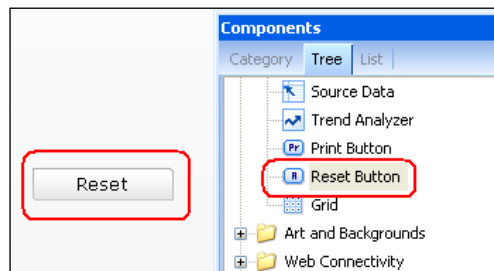 Components
Category Tree List
Source Data
Trend Analyzer
Pr Print Button
Reset
R Reset Button
Grid
Art and Backgrounds
Web Connectivity